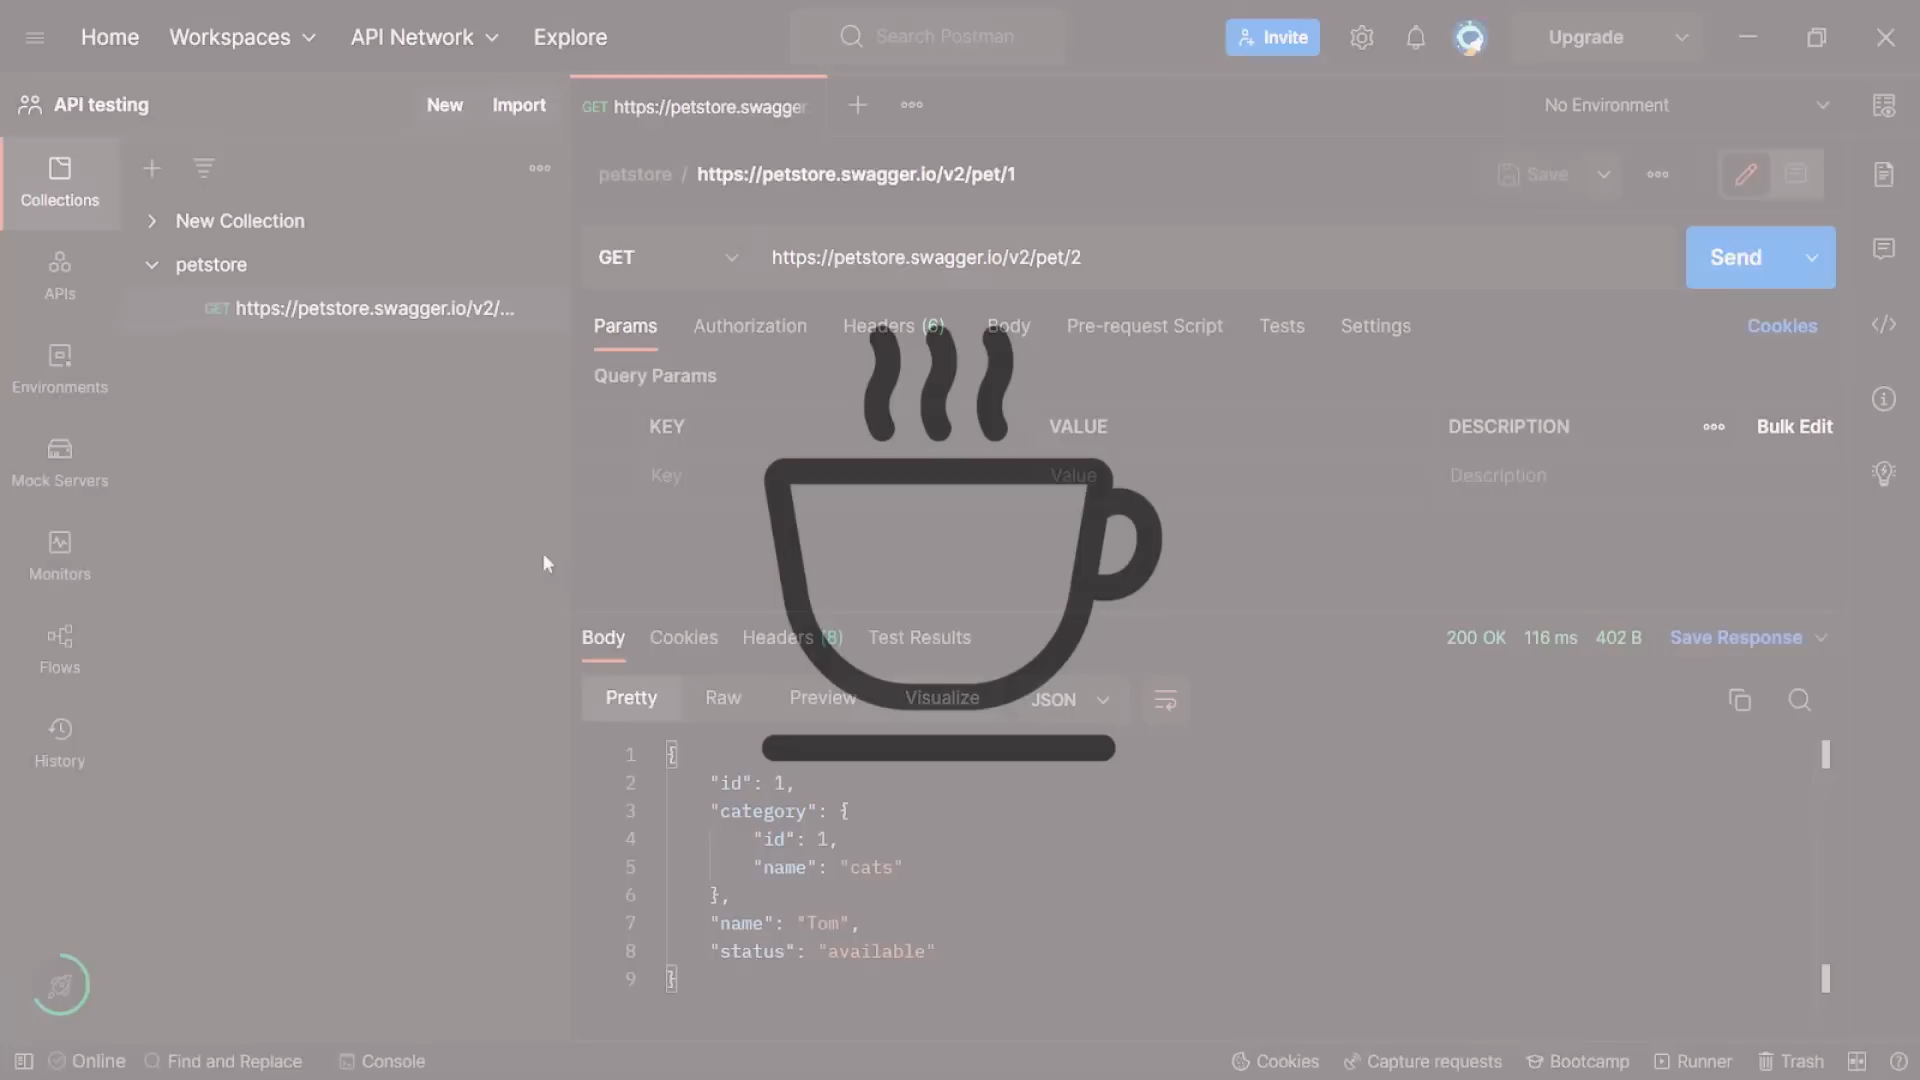 Home Workspaces API Network Explore Search Postman Invite Upgrade
API testing New Import GET https://petstore.swagger No Environment
petstore / https://petstore.swagger.io/v2/pet/1 Save
Collections
New Collection
petstore
GET https://petstore.swagger.io/v2/...
APIs
Environments
Mock Servers
Monitors
Flows
History
GET https://petstore.swagger.io/v2/pet/2 Send
Params Authorization Headers (6) Body Pre-request Script Tests Settings Cookies
Query Params
KEY VALUE DESCRIPTION Bulk Edit
Key Value Description
Body Cookies Headers (8) Test Results 200 OK 116 ms 402 B Save Response
Pretty Raw Preview Visualize JSON
1 {
2 "id": 1,
3 "category": {
4 "id": 1,
5 "name": "cats"
6 },
7 "name": "Tom",
8 "status": "available"
9 }
Online Find and Replace Console Cookies Capture requests Bootcamp Runner Trash